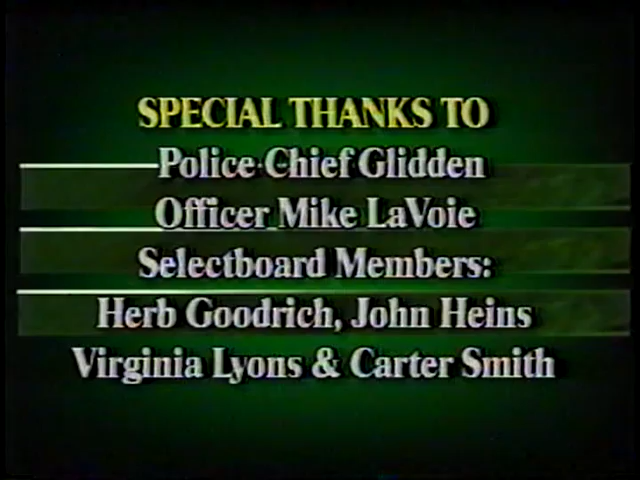 SPECIAL THANKS TO
Police Chief Glidden
Officer Mike LaVoie
Selectboard Members:
Herb Goodrich, John Heins
Virginia Lyons & Carter Smith